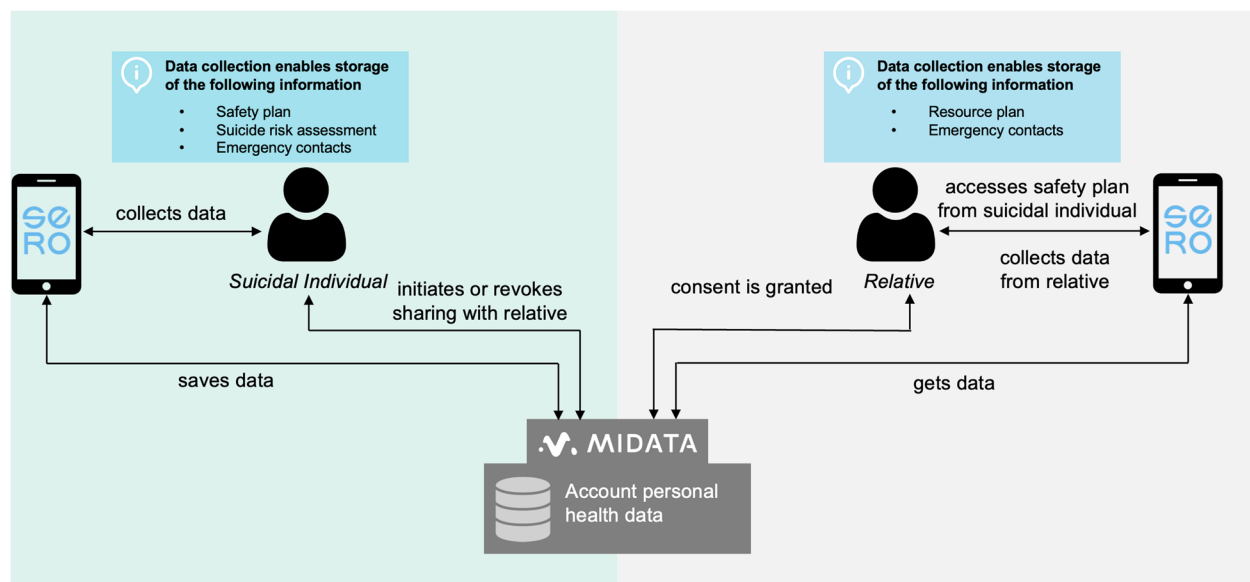 Data collection enables storage
of the following information
• Safety plan
• Suicide risk assessment
• Emergency contacts
Data collection enables storage
of the following information
• Resource plan
• Emergency contacts
se
RO
collects data
Suicidal Individual
initiates or revokes
sharing with relative
saves data
accesses safety plan
from suicidal individual
collects data
from relative
Relative
consent is granted
gets data
se
RO
MIDATA
Account personal
health data